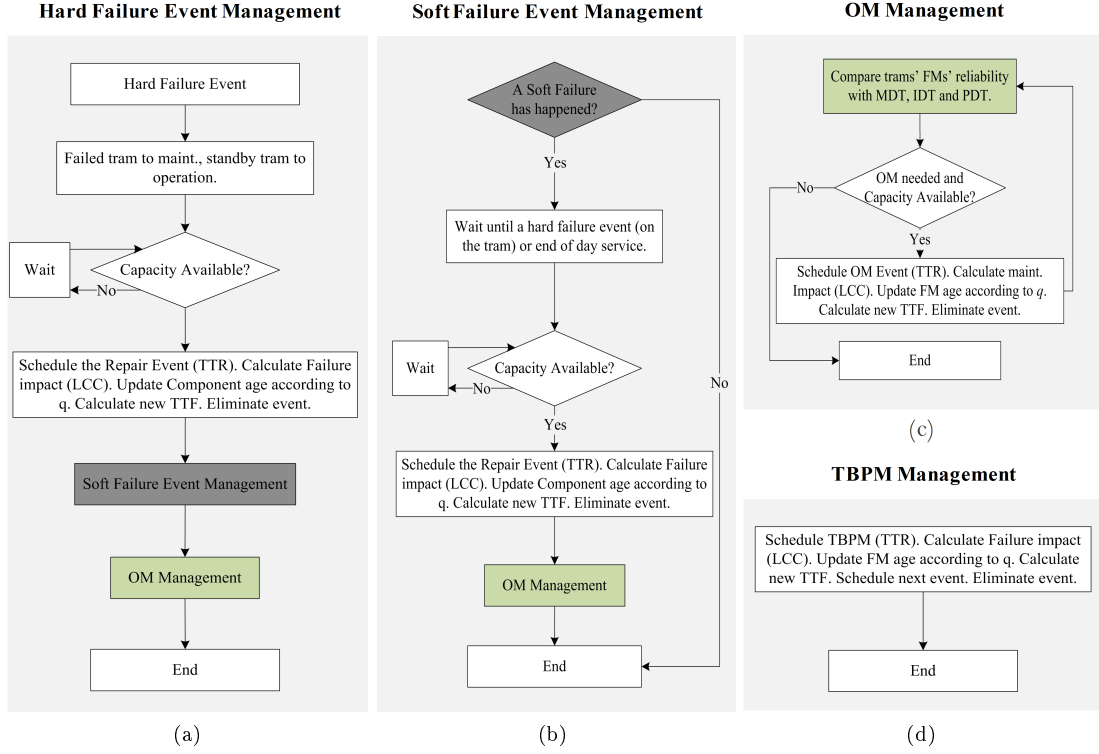 Hard Failure Event Management
Hard Failure Event
Failed tram to maint., standby tram to
operation.
Capacity Available?
Wait
No
Schedule the Repair Event (TTR). Calculate Failure
impact (LCC). Update Component age according to
q. Calculate new TTF. Eliminate event.
Soft Failure Event Management
OM Management
End
(a)
Soft Failure Event Management
A Soft Failure
has happened?
Yes
No
Wait until a hard failure event (on
the tram) or end of day service.
Capacity Available?
Wait
No
Yes
Schedule the Repair Event (TTR). Calculate Failure
impact (LCC). Update Component age according to
q. Calculate new TTF. Eliminate event.
OM Management
End
(b)
OM Management
Compare trams' FMs' reliability
with MDT, IDT and PDT.
OM needed and
Capacity Available?
No
Yes
Schedule OM Event (TTR). Calculate maint.
Impact (LCC). Update FM age according to q.
Calculate new TTF. Eliminate event.
End
(c)
TBPM Management
Schedule TBPM (TTR). Calculate Failure impact
(LCC). Update FM age according to q. Calculate
new TTF. Schedule next event. Eliminate event.
End
(d)